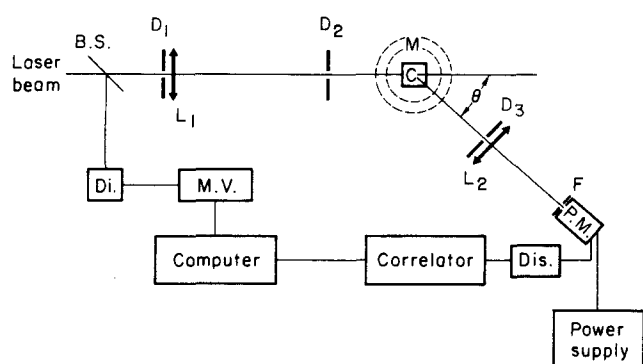 B.S.
D1
D2
M
Laser
beam
C
θ
D3
L1
L2
F
Di.
M.V.
P.M.
Computer
Correlator
Dis.
Power
supply